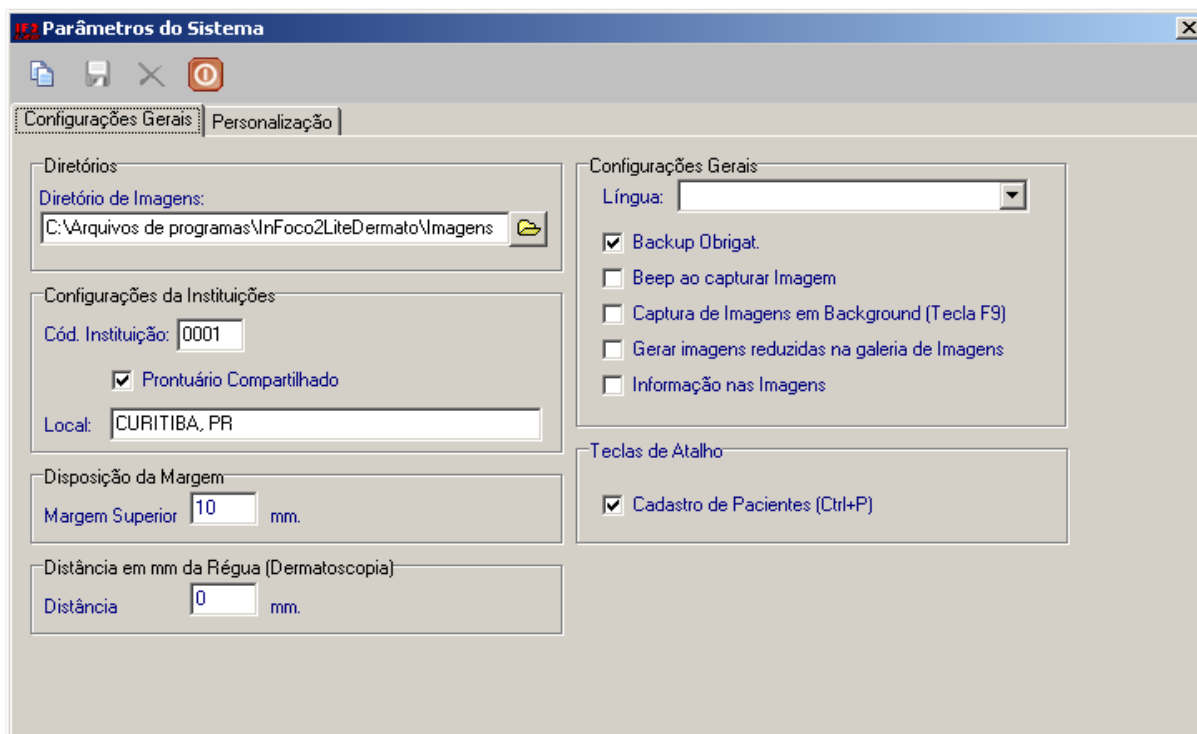 Parâmetros do Sistema
Configurações Gerais
Personalização
Diretórios
Diretório de Imagens:
C:\Arquivos de programas\InFoco2LiteDermato\Imagens
Configurações da Instituições
Cód. Instituição: 0001
Prontuário Compartilhado
Local: CURITIBA, PR
Disposição da Margem
Margem Superior 10 mm.
Distância em mm da Régua (Dermatoscopia)
Distância 0 mm.
Configurações Gerais
Língua:
Backup Obrigat.
Beep ao capturar Imagem
Captura de Imagens em Background (Tecla F9)
Gerar imagens reduzidas na galeria de Imagens
Informação nas Imagens
Teclas de Atalho
Cadastro de Pacientes (Ctrl+P)